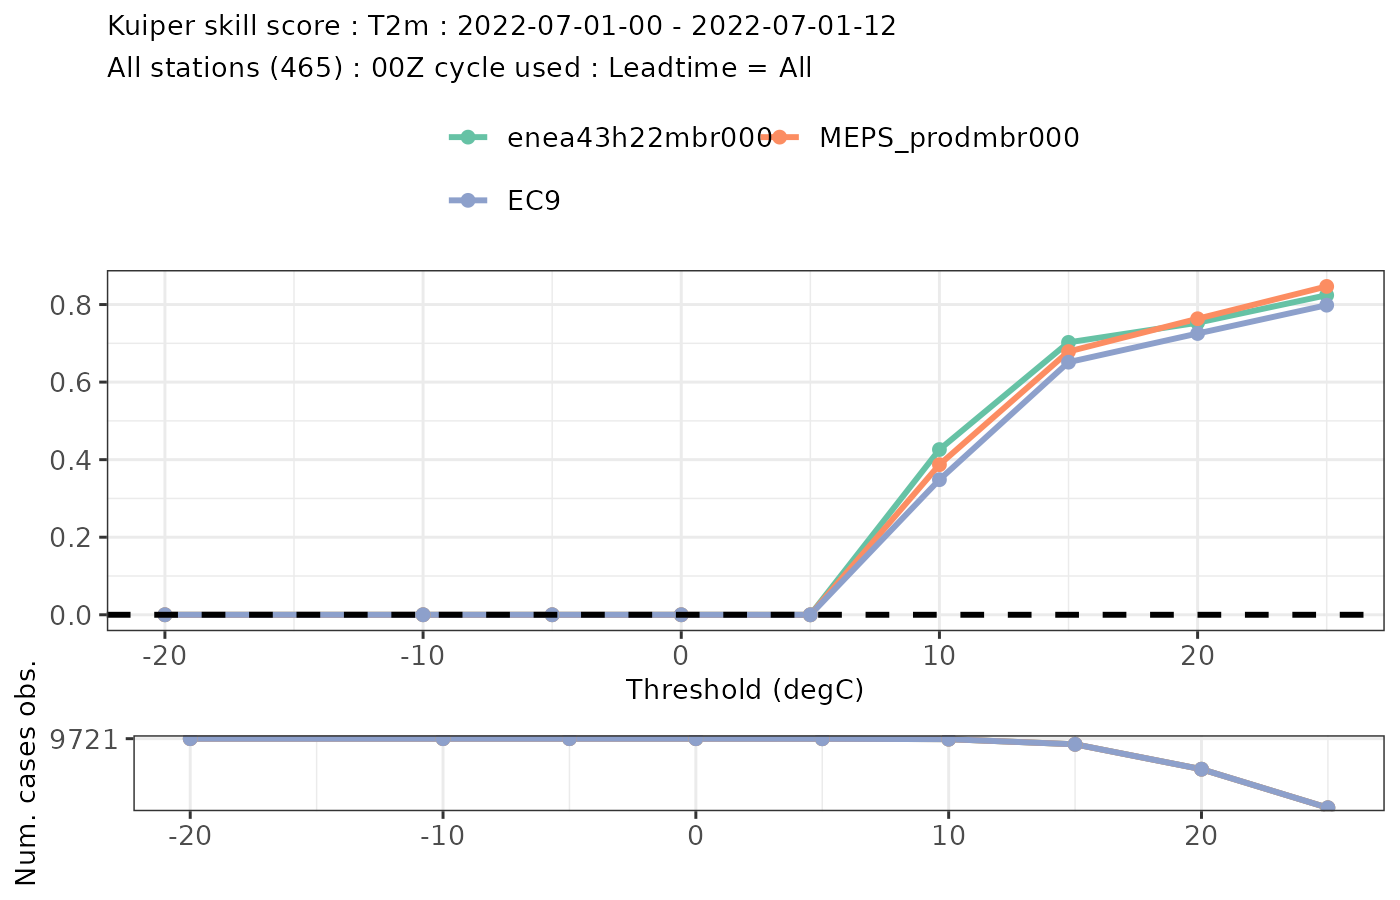 Kuiper skill score : T2m : 2022-07-01-00 - 2022-07-01-12
All stations (465) : 00Z cycle used : Leadtime = All
enea43h22mbr000 MEPS_prodmbr000
EC9
0.8
0.6
0.4
0.2
0.0
-20 -10 0 10 20
Threshold (degC)
Num. cases obs.
9721
-20 -10 0 10 20